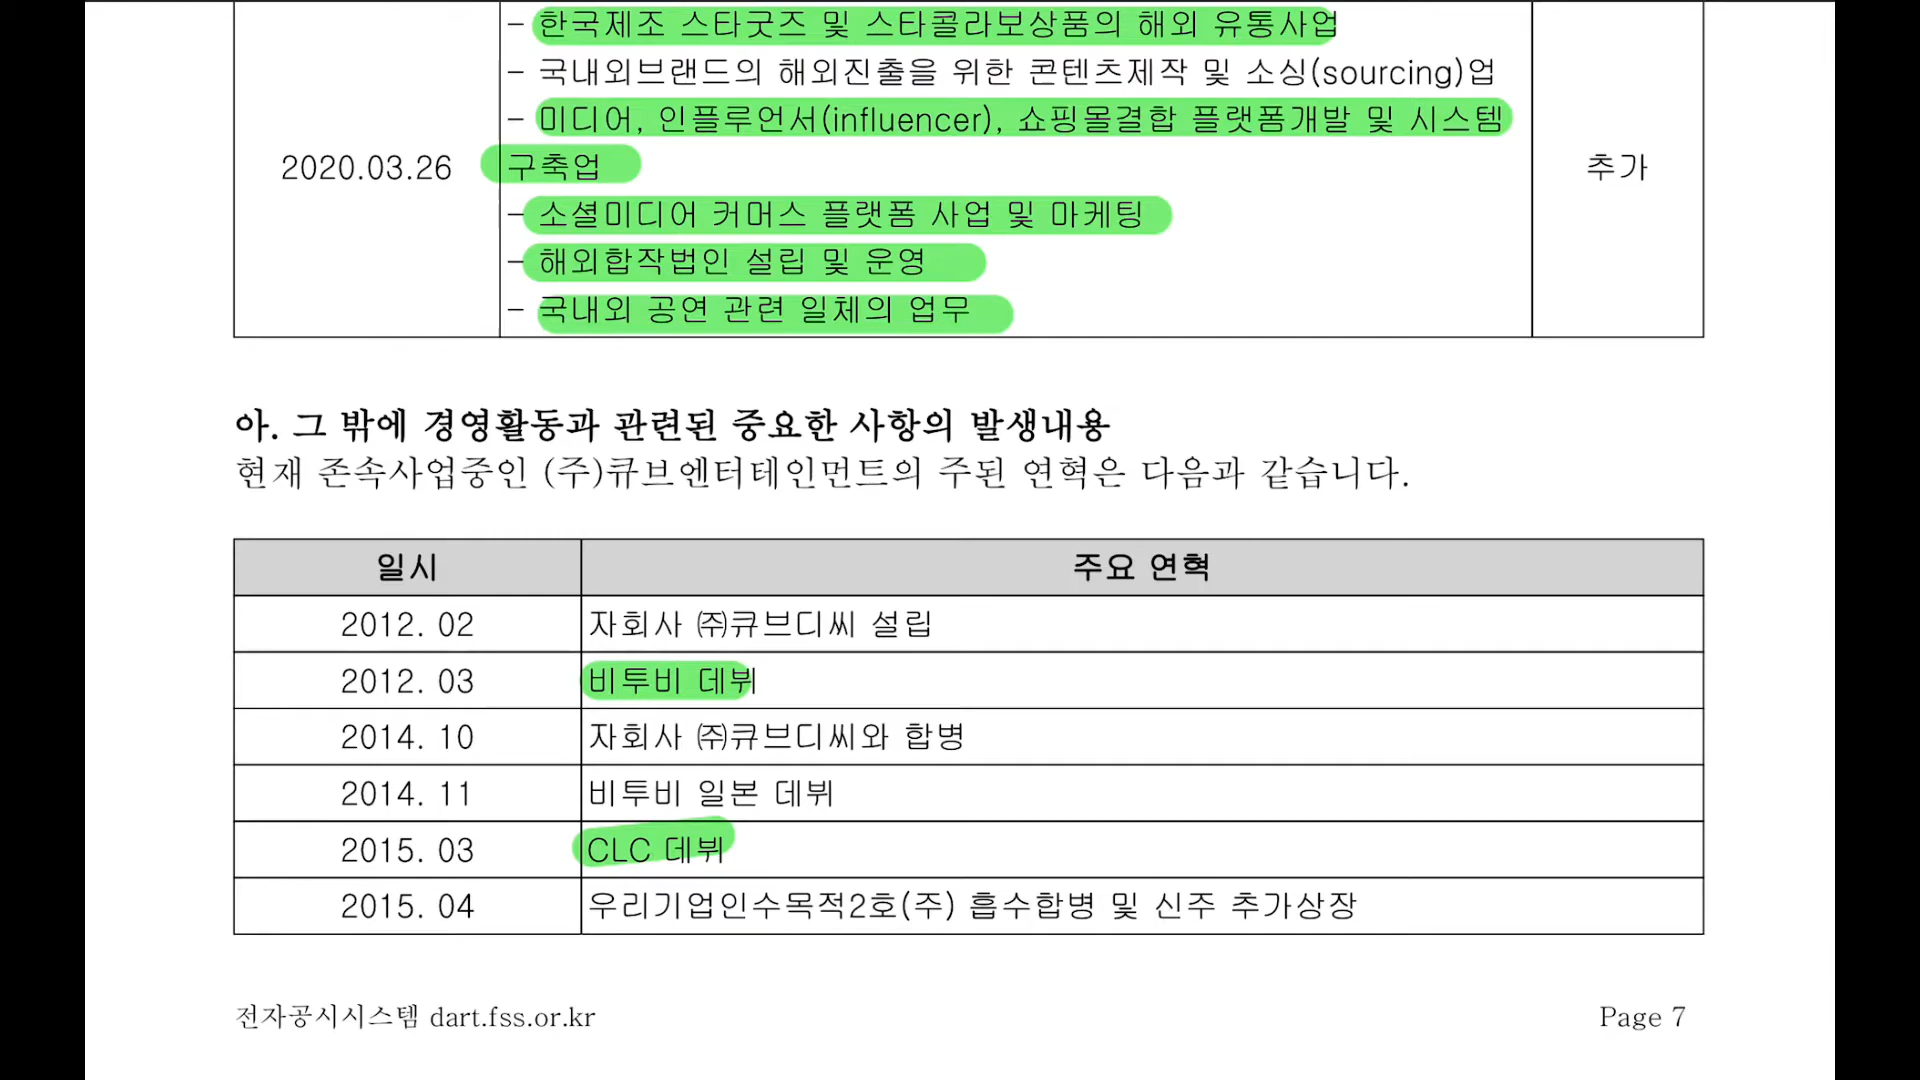 - 한국제조 스타굿즈 및 스타콜라보상품의 해외 유통사업
- 국내외브랜드의 해외진출을 위한 콘텐츠제작 및 소싱(sourcing)업
- 미디어, 인플루언서(influencer), 쇼핑몰결합 플랫폼개발 및 시스템
2020.03.26 구축업 추가
- 소셜미디어 커머스 플랫폼 사업 및 마케팅
- 해외합작법인 설립 및 운영
- 국내외 공연 관련 일체의 업무
아. 그 밖에 경영활동과 관련된 중요한 사항의 발생내용
현재 존속사업중인 (주)큐브엔터테인먼트의 주된 연혁은 다음과 같습니다.
일시 주요 연혁
2012. 02 자회사 ㈜큐브디씨 설립
2012. 03 비투비 데뷔
2014. 10 자회사 ㈜큐브디씨와 합병
2014. 11 비투비 일본 데뷔
2015. 03 CLC 데뷔
2015. 04 우리기업인수목적2호(주) 흡수합병 및 신주 추가상장
전자공시시스템 dart.fss.or.kr Page 7